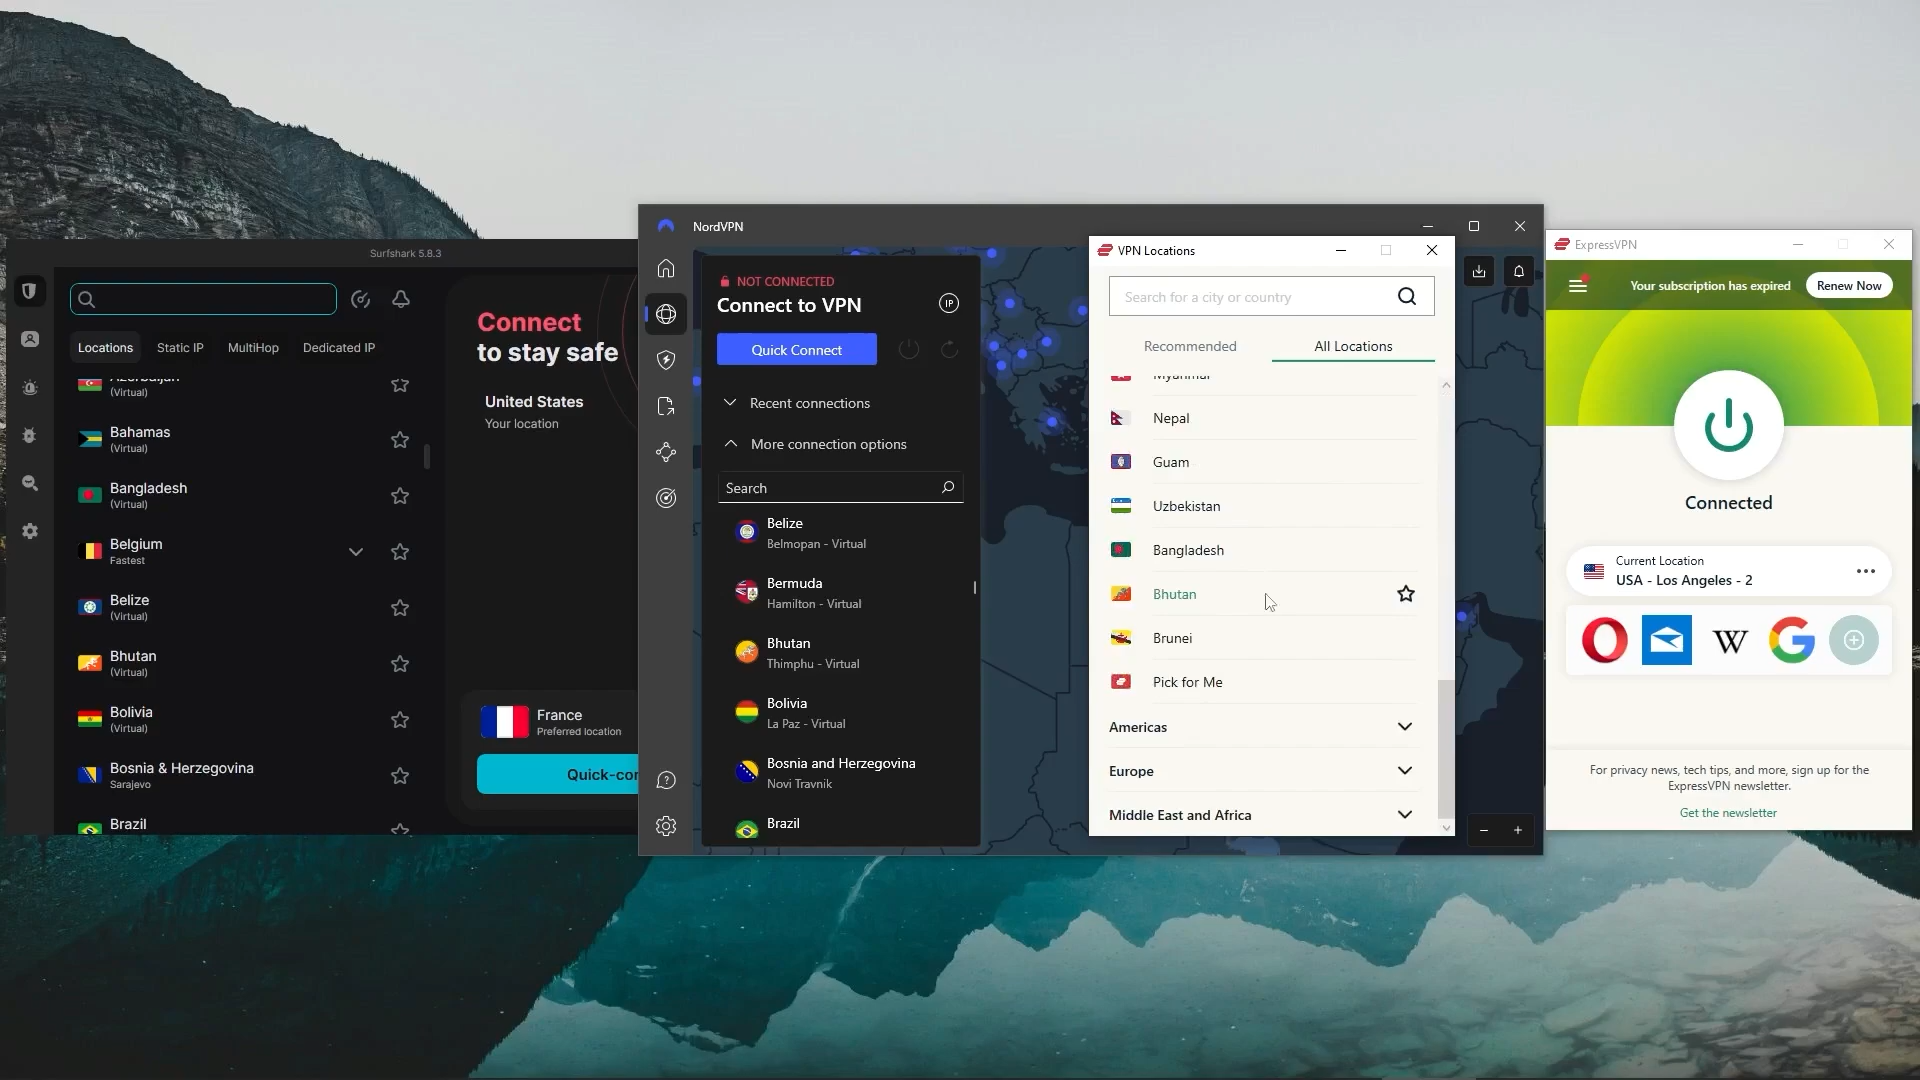 Surfshark 5.8.3
Locations
Static IP
MultiHop
Dedicated IP
Azerbaijan
(Virtual)
Bahamas
(Virtual)
Bangladesh
(Virtual)
Belgium
Fastest
Belize
(Virtual)
Bhutan
(Virtual)
Bolivia
(Virtual)
Bosnia & Herzegovina
Sarajevo
Brazil
Connect
to stay safe
United States
Your location
France
Preferred location
Quick-con
NordVPN
NOT CONNECTED
Connect to VPN
IP
Quick Connect
Recent connections
More connection options
Search
Belize
Belmopan - Virtual
Bermuda
Hamilton - Virtual
Bhutan
Thimphu - Virtual
Bolivia
La Paz - Virtual
Bosnia and Herzegovina
Novi Travnik
Brazil
VPN Locations
Search for a city or country
Recommended
All Locations
Myanmar
Nepal
Guam
Uzbekistan
Bangladesh
Bhutan
Brunei
Pick for Me
Americas
Europe
Middle East and Africa
ExpressVPN
Your subscription has expired
Renew Now
Connected
Current Location
USA - Los Angeles - 2
W
For privacy news, tech tips, and more, sign up for the
ExpressVPN newsletter.
Get the newsletter